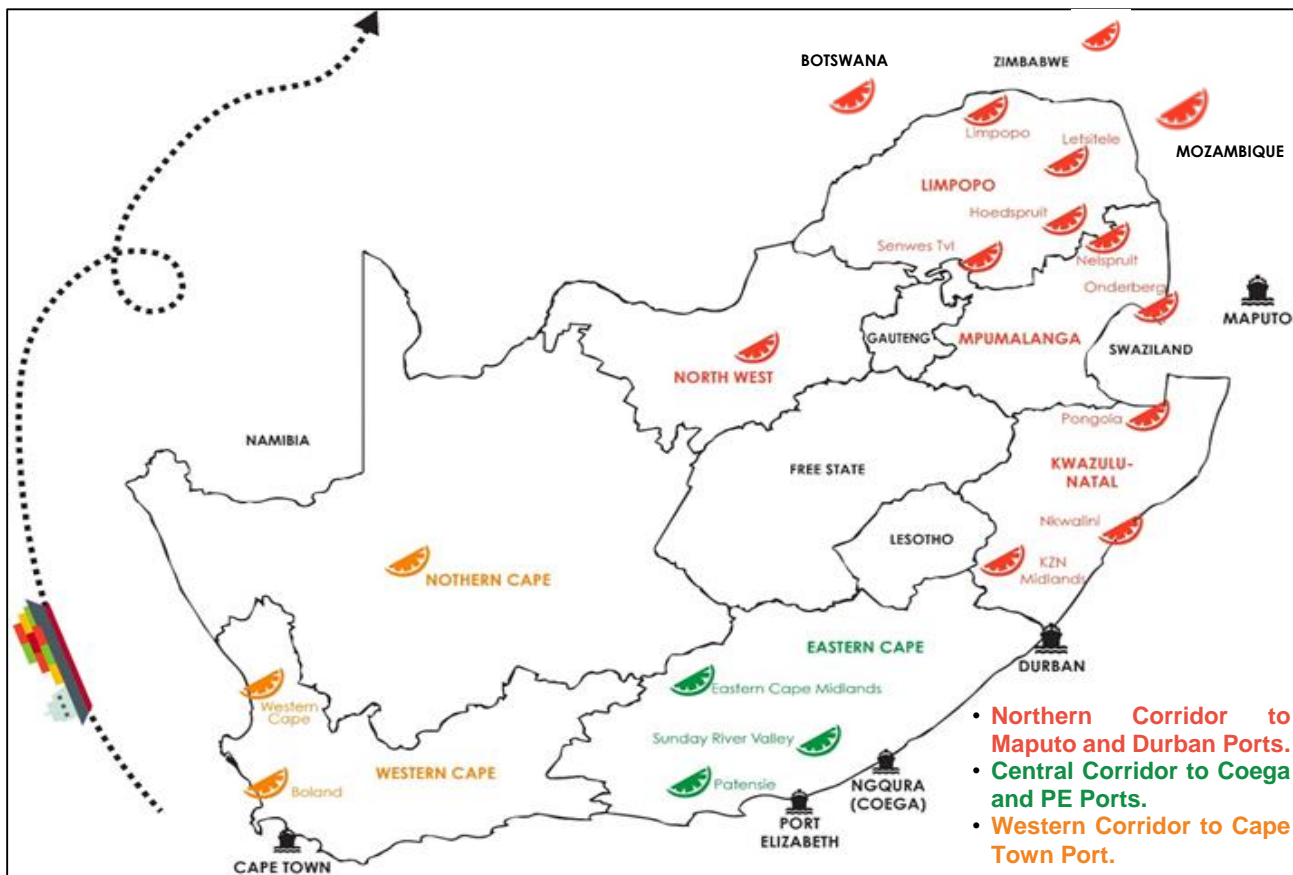 BOTSWANA
ZIMBABWE
MOZAMBIQUE
Limpopo
Letsitele
LIMPOPO
Hoedspruit
Senwes Tvl
Nelspruit
Onderberg
MAPUTO
GAUTENG
MPUMALANGA
SWAZILAND
NORTH WEST
Pongola
NAMIBIA
FREE STATE
KWAZULU-
NATAL
Nkwalini
LESOTHO
KZN
Midlands
NOTHERN CAPE
EASTERN CAPE
DURBAN
Eastern Cape Midlands
Western
Cape
Sunday River Valley
WESTERN CAPE
Patensie
Boland
NGQURA
(COEGA)
PORT
ELIZABETH
CAPE TOWN
• Northern Corridor to
Maputo and Durban Ports.
• Central Corridor to Coega
and PE Ports.
• Western Corridor to Cape
Town Port.